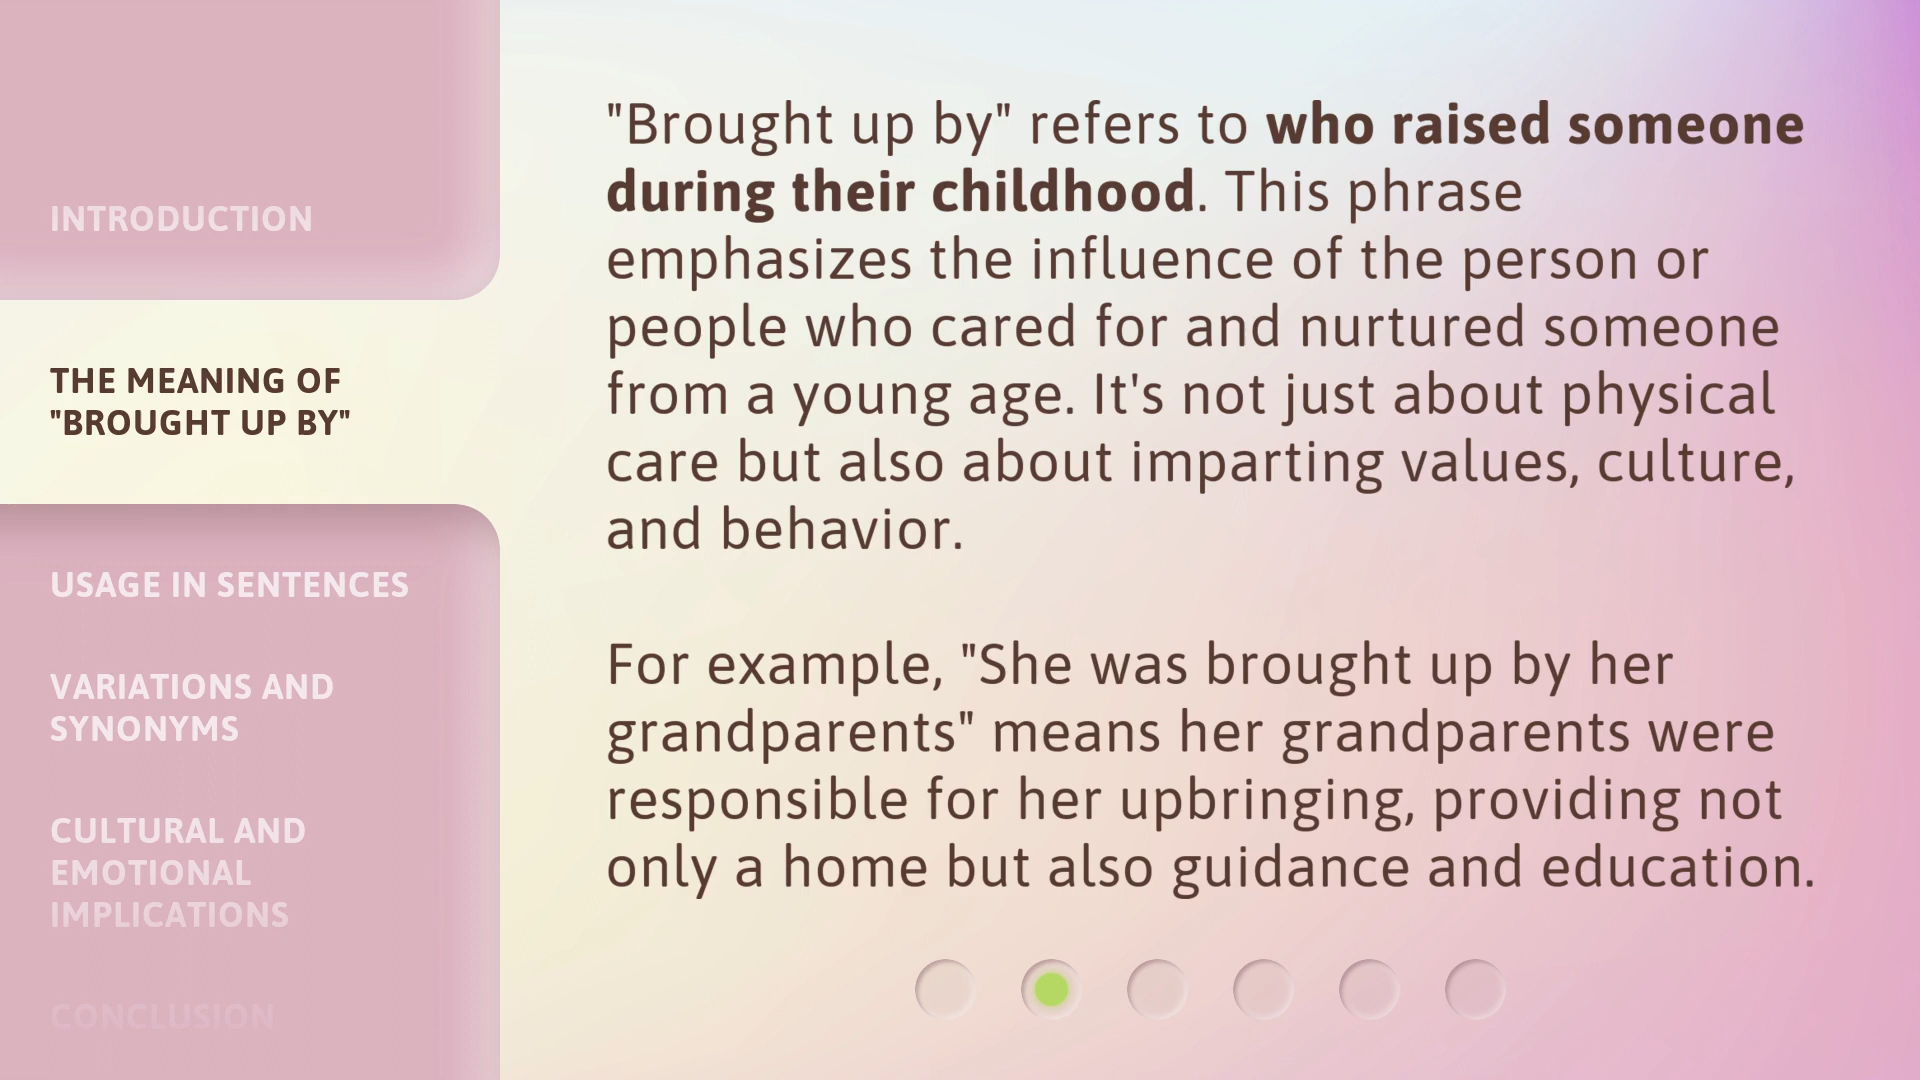 INTRODUCTION
THE MEANING OF
"BROUGHT UP BY"
USAGE IN SENTENCES
VARIATIONS AND
SYNONYMS
CULTURAL AND
EMOTIONAL
IMPLICATIONS
CONCLUSION
"Brought up by" refers to who raised someone
during their childhood. This phrase
emphasizes the influence of the person or
people who cared for and nurtured someone
from a young age. It's not just about physical
care but also about imparting values, culture,
and behavior.
For example, "She was brought up by her
grandparents" means her grandparents were
responsible for her upbringing, providing not
only a home but also guidance and education.